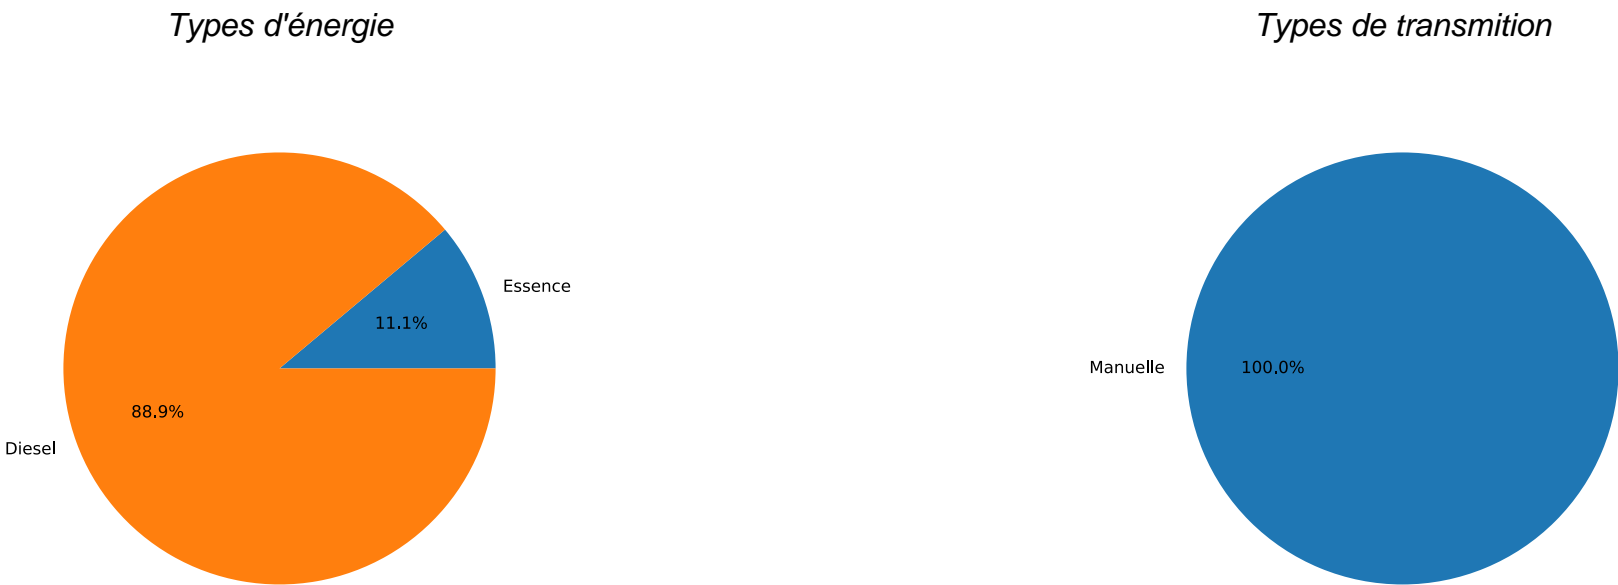 Types d'énergie
Types de transmition
Essence
11.1%
88.9%
Diesel
Manuelle
100.0%